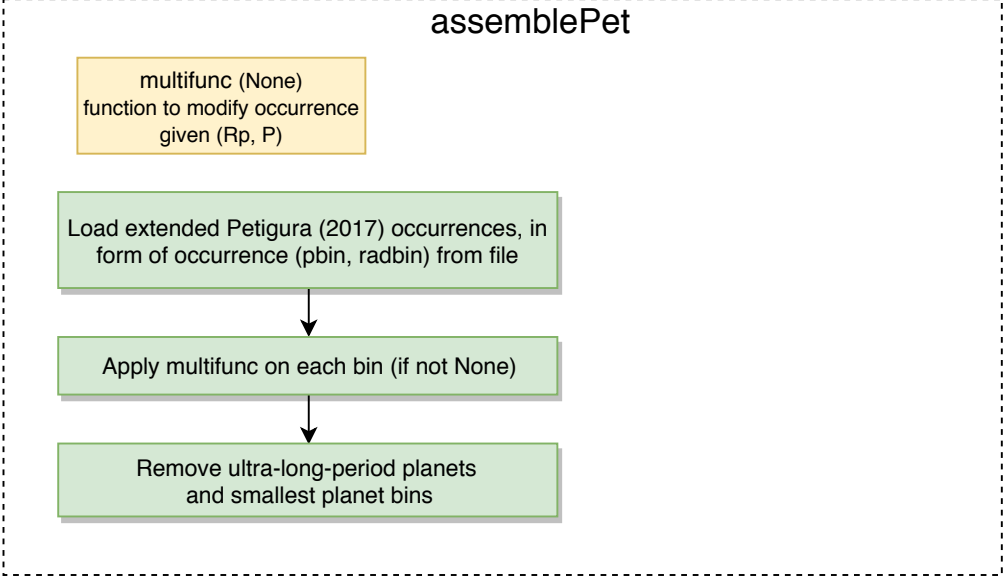 assemblePet
multifunc (None)
function to modify occurrence
given (Rp, P)
Load extended Petigura (2017) occurrences, in
form of occurrence (pbin, radbin) from file
Apply multifunc on each bin (if not None)
Remove ultra-long-period planets
and smallest planet bins